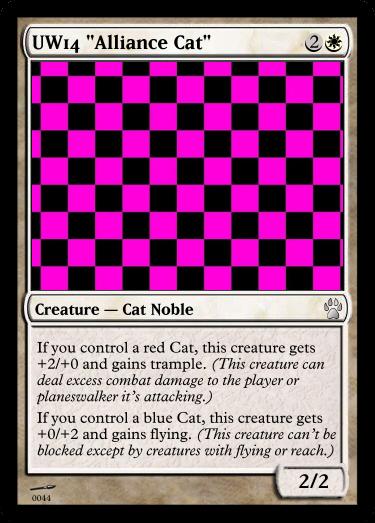 UW14 "Alliance Cat" 2
Creature — Cat Noble
If you control a red Cat, this creature gets
+2/+0 and gains trample. (This creature can
deal excess combat damage to the player or
planeswalker it's attacking.)
If you control a blue Cat, this creature gets
+0/+2 and gains flying. (This creature can't be
blocked except by creatures with flying or reach.)
2/2
0044